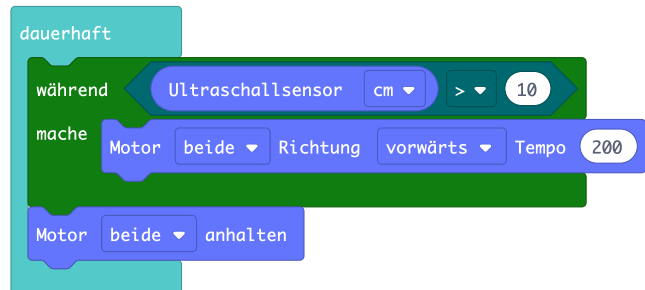 dauerhaft
während Ultraschallsensor cm > 10
mache Motor beide Richtung vorwärts Tempo 200
Motor beide anhalten